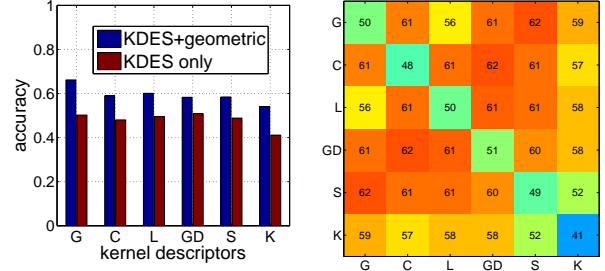 1
0.8
0.6
0.4
0.2
0
accuracy
KDES+geometric
KDES only
G C L GD S K
kernel descriptors
G 50 61 56 61 62 59
C 61 48 61 62 61 57
L 56 61 50 61 61 58
GD 61 62 61 51 60 58
S 62 61 61 60 49 52
K 59 57 58 58 52 41
G C L GD S K